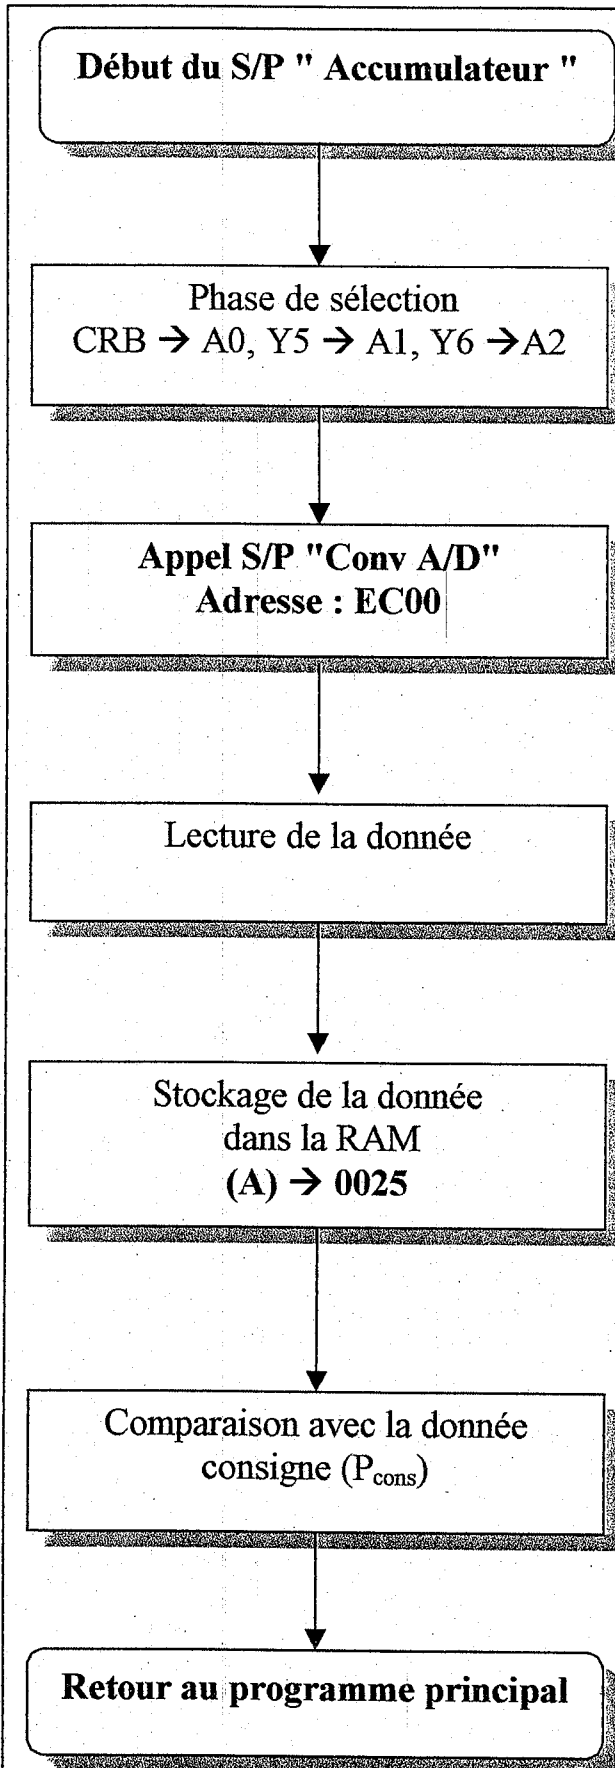 Début du S/P " Accumulateur "
Phase de sélection
CRB → A0, Y5 → A1, Y6 →A2
Appel S/P "Conv A/D"
Adresse : EC00
Lecture de la donnée
Stockage de la donnée
dans la RAM
(A) → 0025
Comparaison avec la donnée
consigne (Pcons)
Retour au programme principal